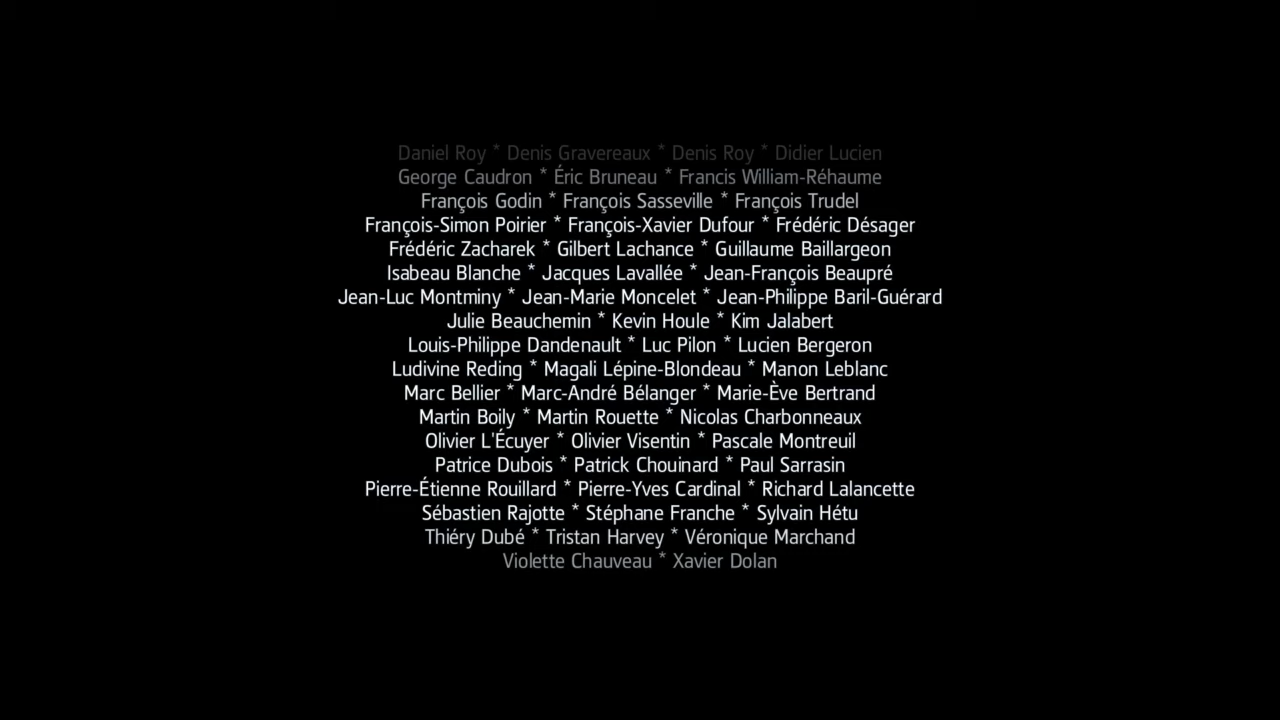 Daniel Roy * Denis Gravereaux * Denis Roy * Didier Lucien
George Caudron * Éric Bruneau * Francis William-Réhaume
François Godin * François Sasseville * François Trudel
François-Simon Poirier * François-Xavier Dufour * Frédéric Désager
Frédéric Zacharek * Gilbert Lachance * Guillaume Baillargeon
Isabeau Blanche * Jacques Lavallée * Jean-François Beaupré
Jean-Luc Montminy * Jean-Marie Moncelet * Jean-Philippe Baril-Guérard
Julie Beauchemin * Kevin Houle * Kim Jalabert
Louis-Philippe Dandenault * Luc Pilon * Lucien Bergeron
Ludivine Reding * Magali Lépine-Blondeau * Manon Leblanc
Marc Bellier * Marc-André Bélanger * Marie-Ève Bertrand
Martin Boily * Martin Rouette * Nicolas Charbonneaux
Olivier L'Écuyer * Olivier Visentin * Pascale Montreuil
Patrice Dubois * Patrick Chouinard * Paul Sarrasin
Pierre-Étienne Rouillard * Pierre-Yves Cardinal * Richard Lalancette
Sébastien Rajotte * Stéphane Franche * Sylvain Hétu
Thiéry Dubé * Tristan Harvey * Véronique Marchand
Violette Chauveau * Xavier Dolan